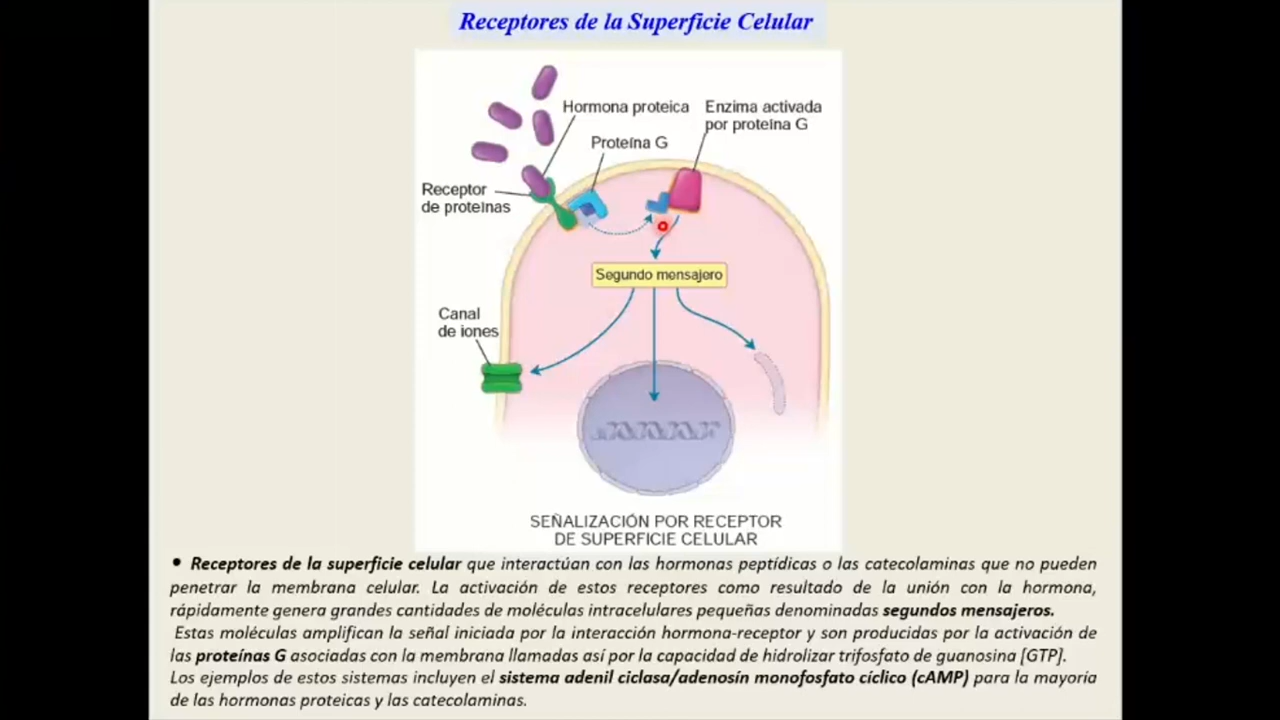 Receptores de la Superficie Celular
Hormona proteica
Enzima activada
por proteína G
Proteína G
Receptor
de proteínas
Segundo mensajero
Canal
de iones
SEÑALIZACIÓN POR RECEPTOR
DE SUPERFICIE CELULAR
• Receptores de la superficie celular que interactúan con las hormonas peptídicas o las catecolaminas que no pueden
penetrar la membrana celular. La activación de estos receptores como resultado de la unión con la hormona,
rápidamente genera grandes cantidades de moléculas intracelulares pequeñas denominadas segundos mensajeros.
Estas moléculas amplifican la señal iniciada por la interacción hormona-receptor y son producidas por la activación de
las proteínas G asociadas con la membrana llamadas así por la capacidad de hidrolizar trifosfato de guanosina [GTP].
Los ejemplos de estos sistemas incluyen el sistema adenil ciclasa/adenosín monofosfato cíclico (cAMP) para la mayoría
de las hormonas proteicas y las catecolaminas.